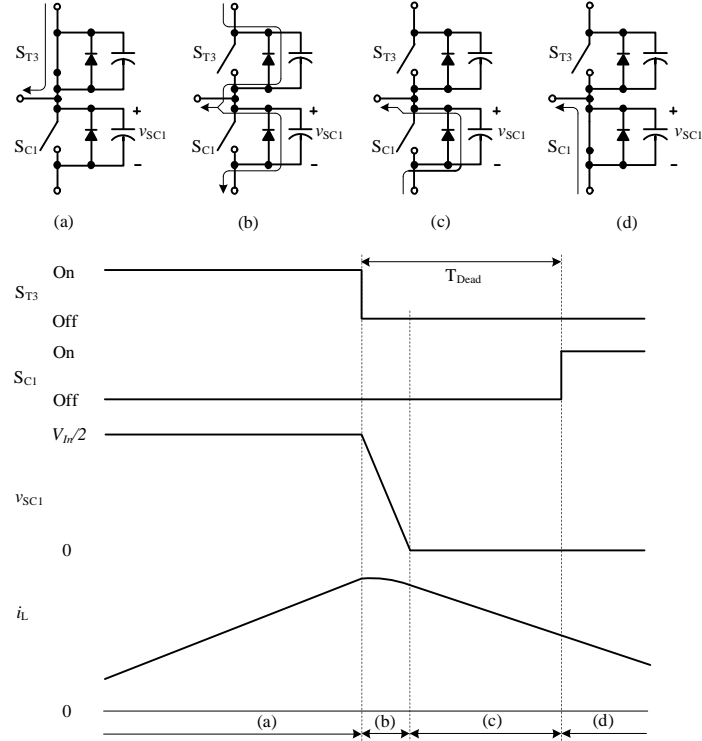 S_T3 S_T3 S_T3 S_T3
+ + + +
v_SC1 v_SC1 v_SC1 v_SC1
S_C1 S_C1 S_C1 S_C1
- - - -
(a) (b) (c) (d)
On
T_Dead
S_T3
Off
On
S_C1
Off
V_In/2
v_SC1
0
i_L
0
(a) (b) (c) (d)